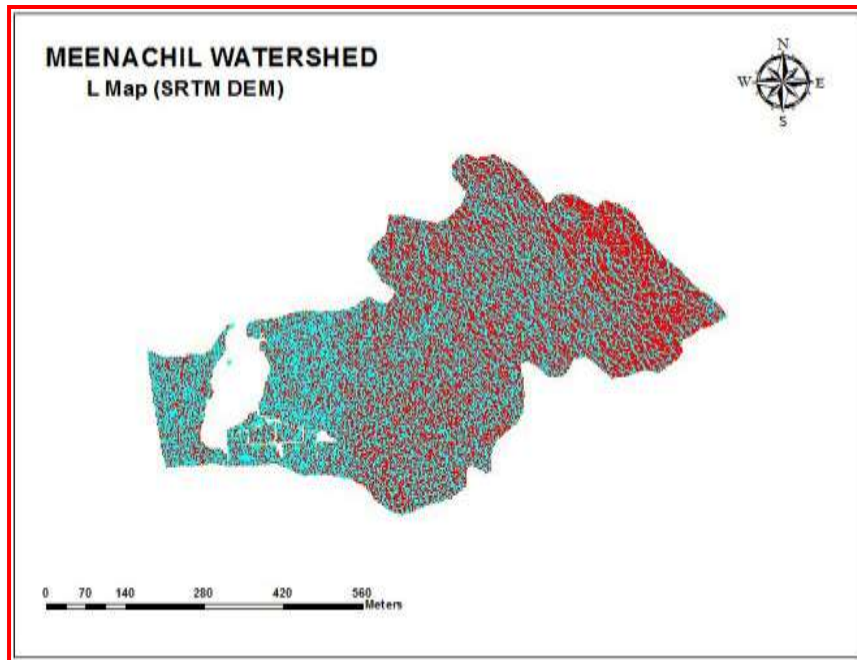 MEENACHIL WATERSHED
L Map (SRTM DEM)
N
W E
S
0 70 140 280 420 560
Meters